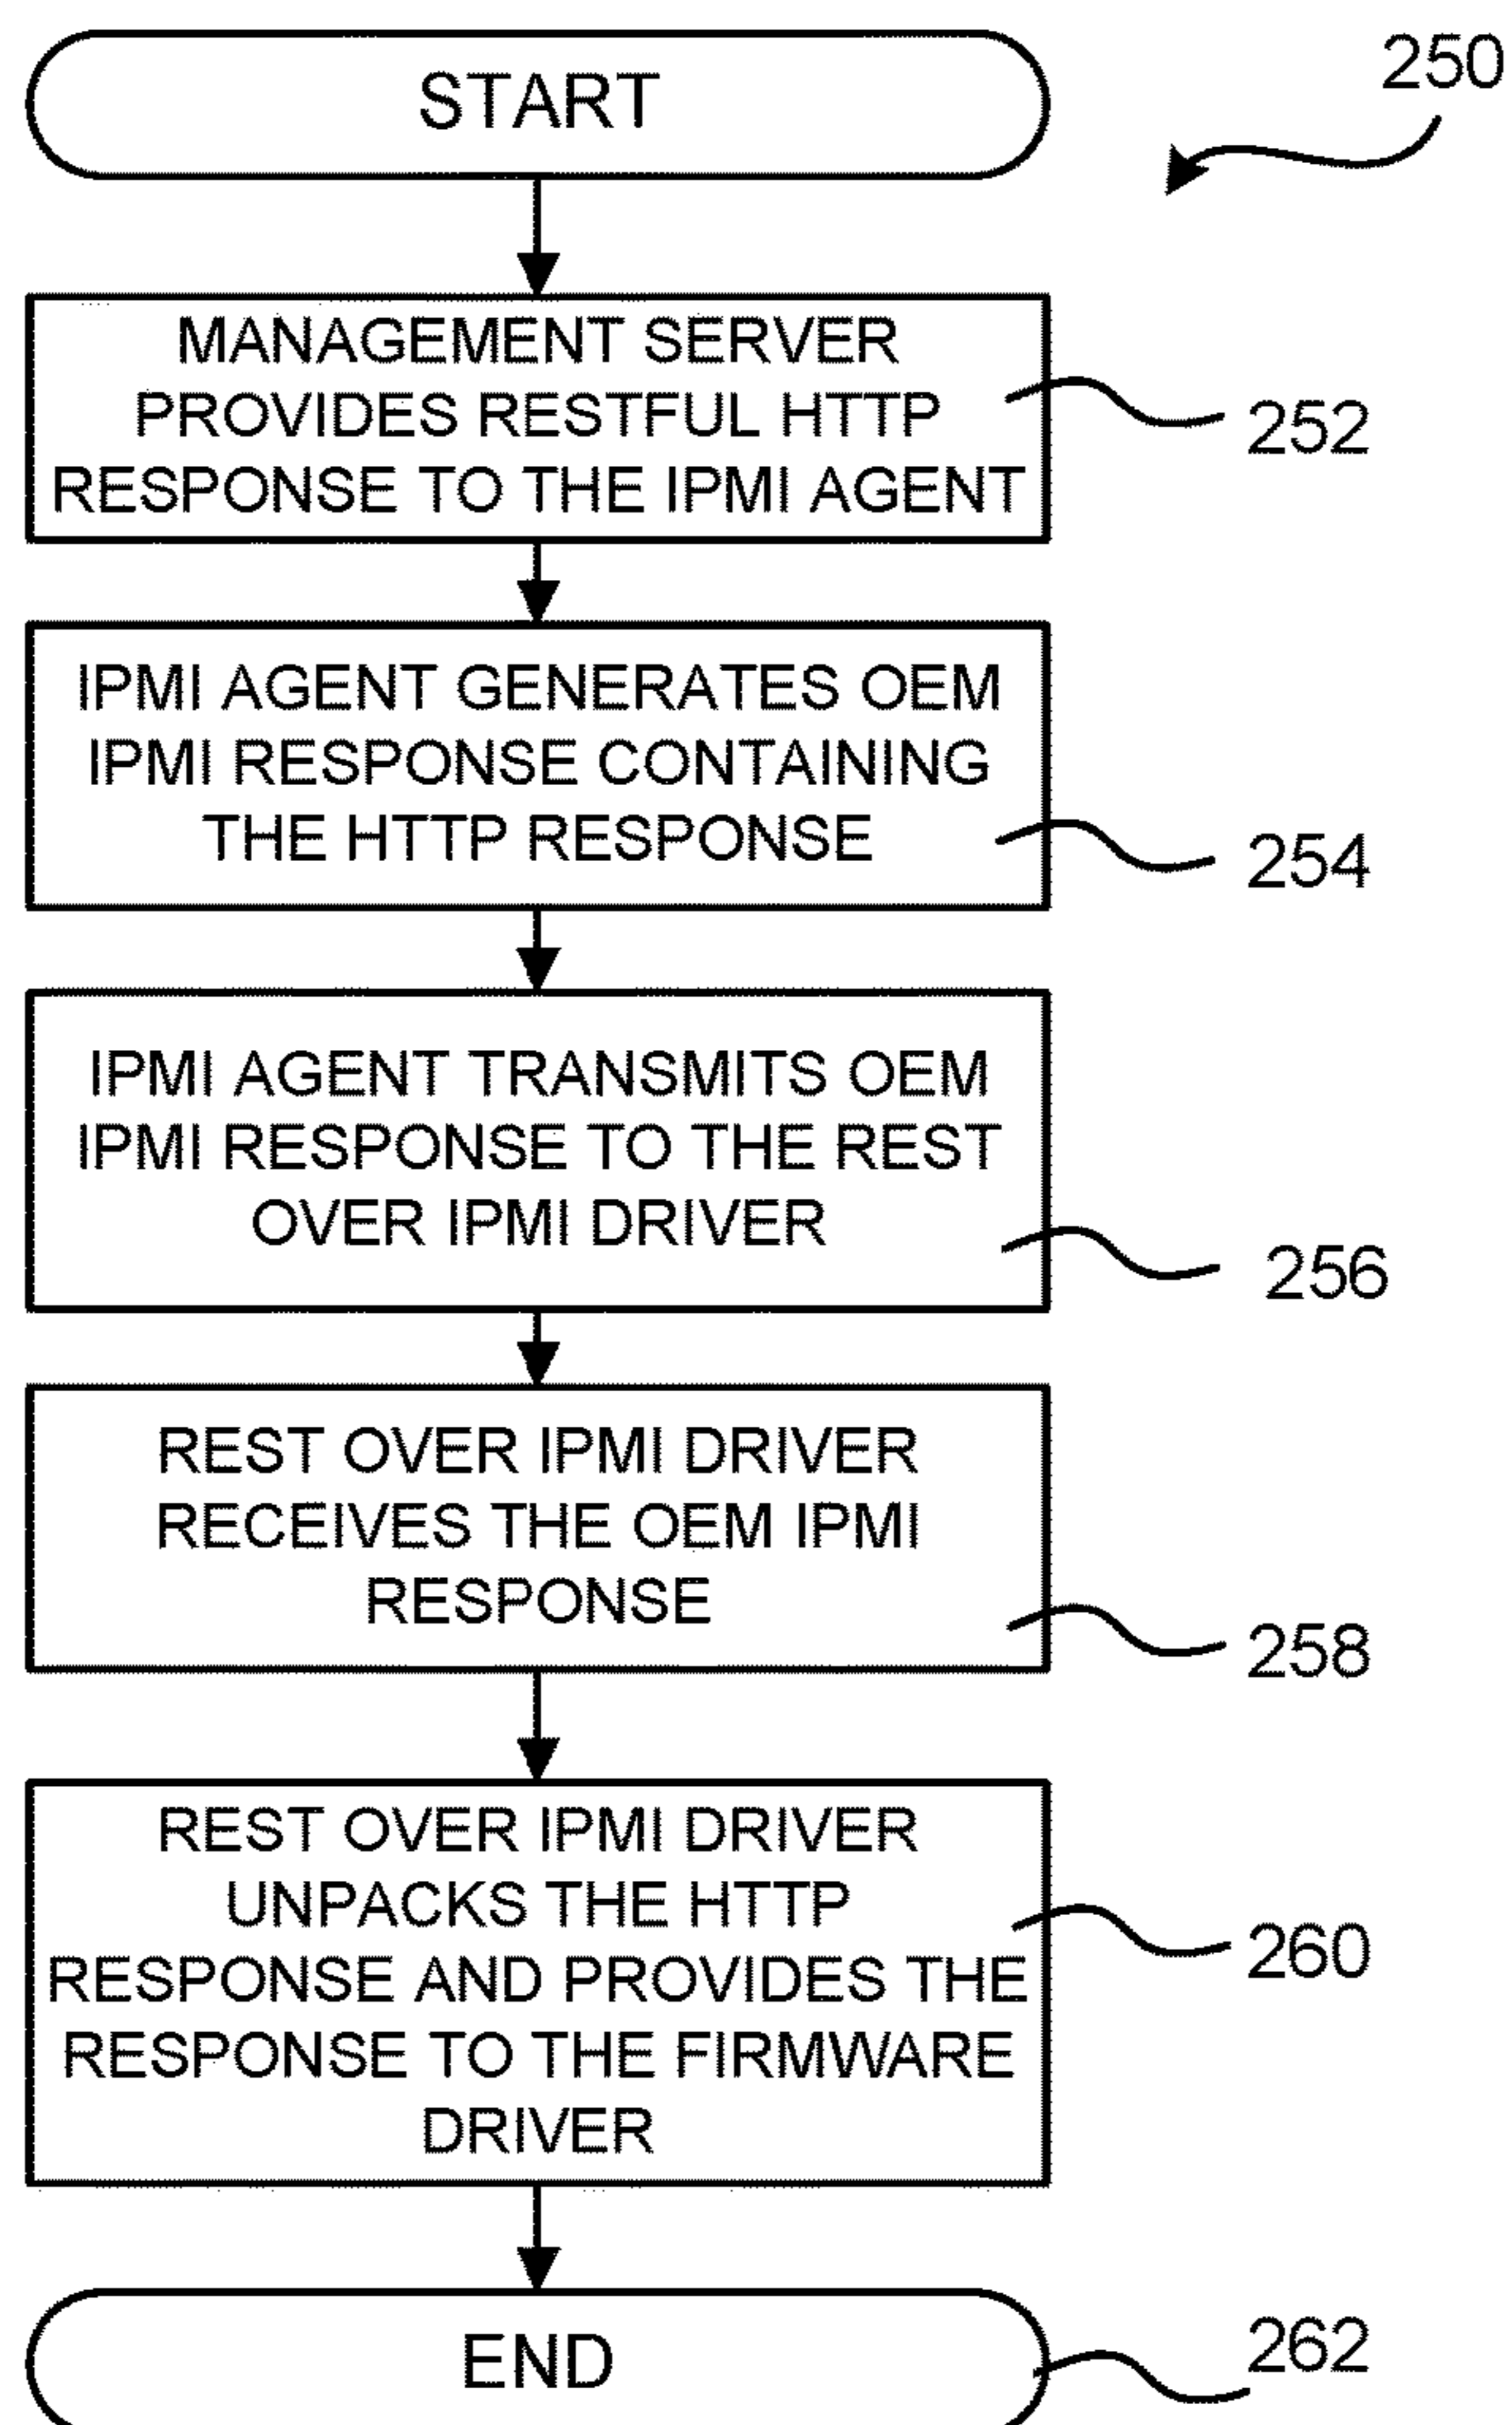 START
250
MANAGEMENT SERVER
PROVIDES RESTFUL HTTP
RESPONSE TO THE IPMI AGENT
252
IPMI AGENT GENERATES OEM
IPMI RESPONSE CONTAINING
THE HTTP RESPONSE
254
IPMI AGENT TRANSMITS OEM
IPMI RESPONSE TO THE REST
OVER IPMI DRIVER
256
REST OVER IPMI DRIVER
RECEIVES THE OEM IPMI
RESPONSE
258
REST OVER IPMI DRIVER
UNPACKS THE HTTP
RESPONSE AND PROVIDES THE
RESPONSE TO THE FIRMWARE
DRIVER
260
END
262